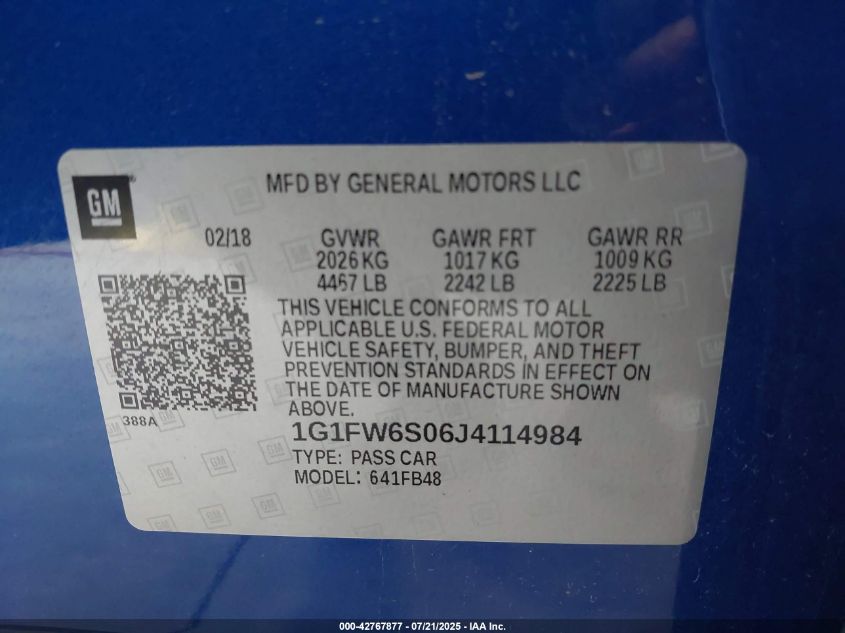 GM
MFD BY GENERAL MOTORS LLC
02/18 GVWR GAWR FRT GAWR RR
2026 KG 1017 KG 1009 KG
4467 LB 2242 LB 2225 LB
THIS VEHICLE CONFORMS TO ALL
APPLICABLE U.S. FEDERAL MOTOR
VEHICLE SAFETY, BUMPER, AND THEFT
PREVENTION STANDARDS IN EFFECT ON
THE DATE OF MANUFACTURE SHOWN
ABOVE.
388A
1G1FW6S06J4114984
TYPE: PASS CAR
MODEL: 641FB48
000-42767877 - 07/21/2025 - IAA Inc.